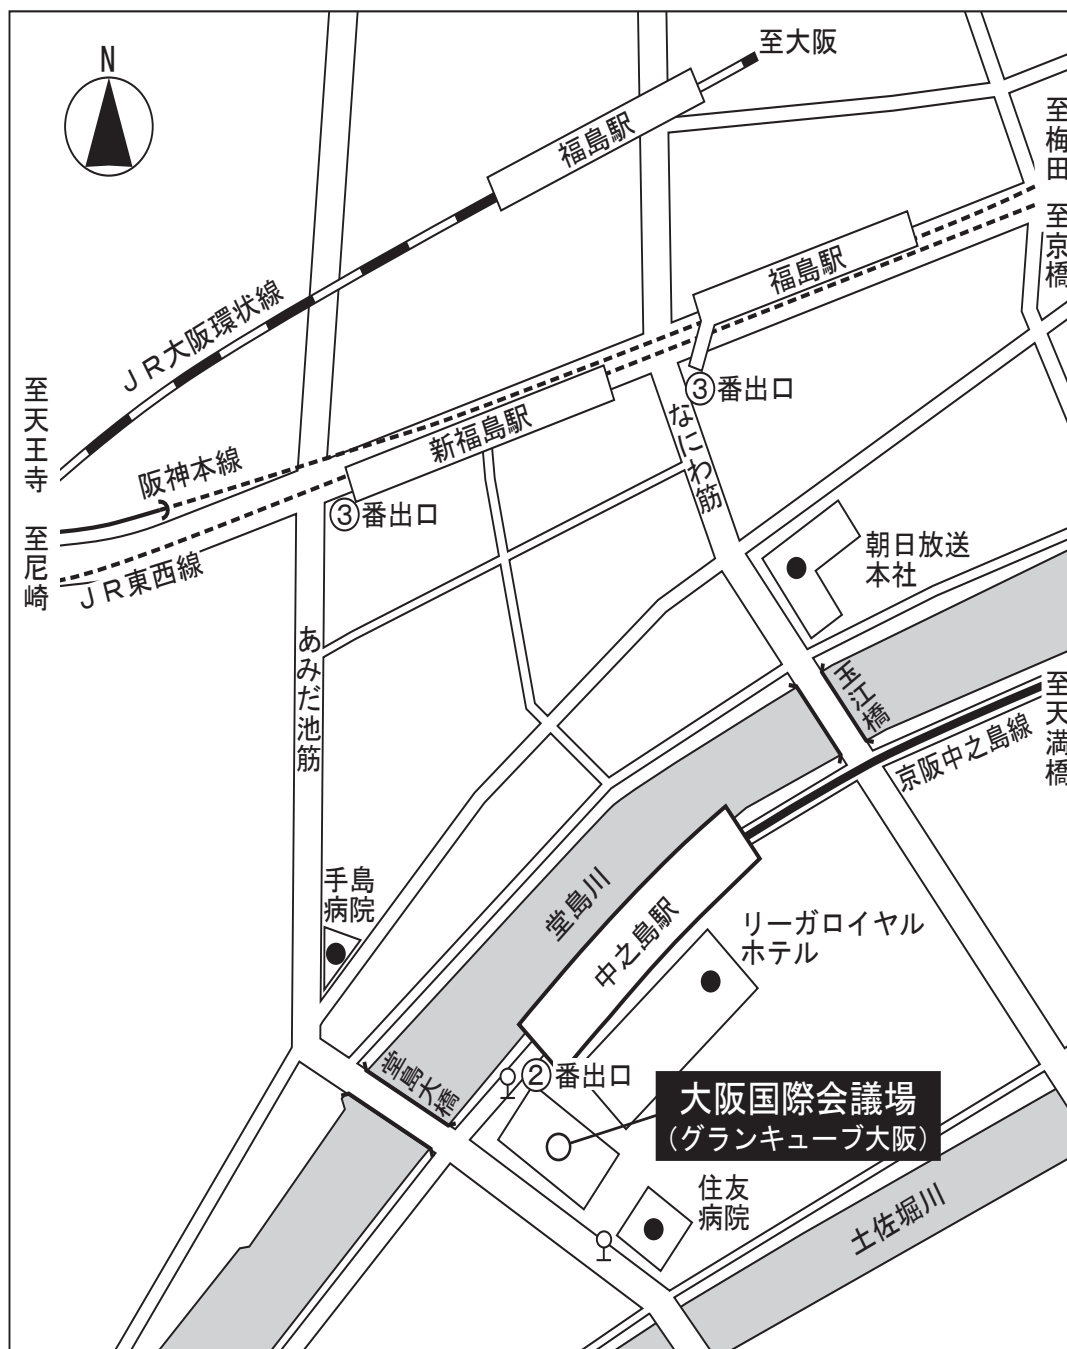 N
至大阪
福島駅
至梅田
至京橋
福島駅
JR大阪環状線
③番出口
至天王寺
新福島駅
なにわ筋
阪神本線
③番出口
至尼崎
JR東西線
朝日放送
本社
あみだ池筋
玉江橋
至天満橋
京阪中之島線
手島
病院
堂島川
中之島駅
リーガロイヤル
ホテル
堂島大橋
②番出口
大阪国際会議場
（グランキューブ大阪）
住友
病院
土佐堀川